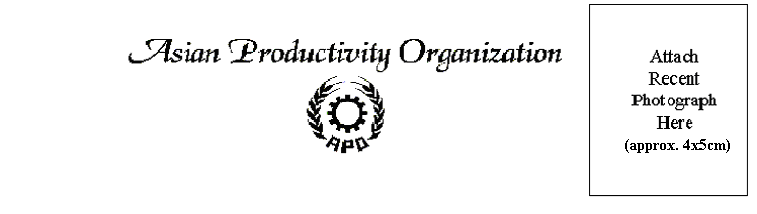 Asian Productivity Organization
APO
Attach
Recent
Photograph
Here
(approx. 4x5cm)